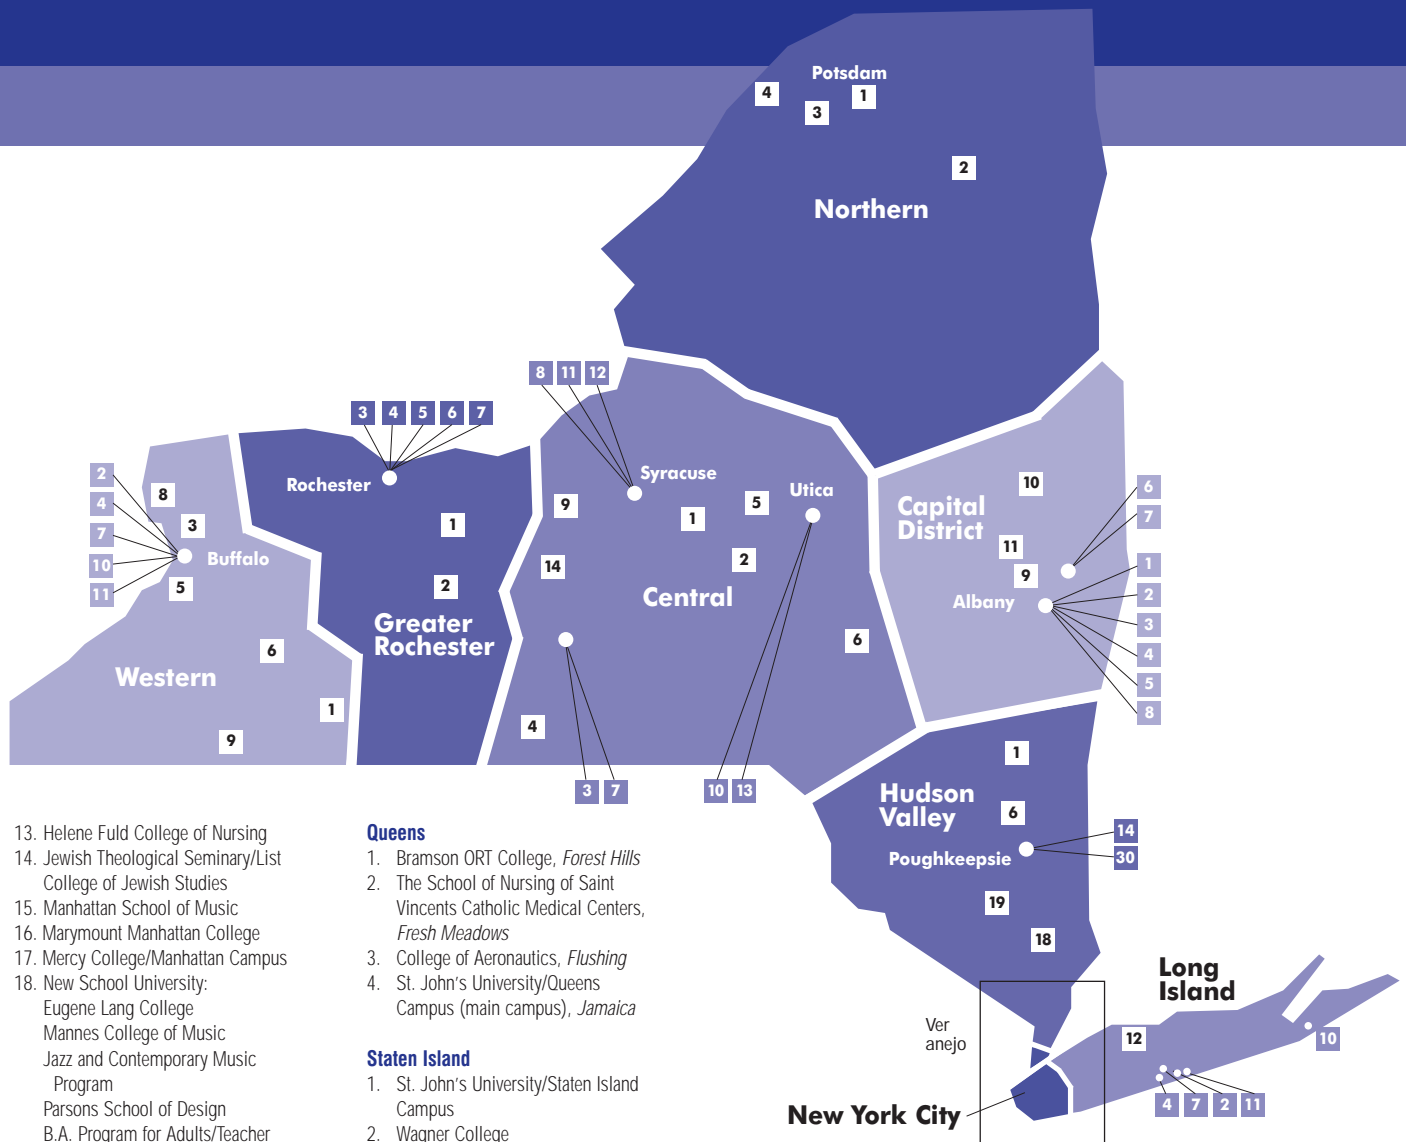 Potsdam
4
3
1
2
Northern
8 11 12
3 4 5 6 7
Syracuse
Rochester
Utica
2
4
7
10
11
8
3
Buffalo
5
1
2
Greater
Rochester
9
1
5
14
2
Central
6
4
3 7
10 13
10
Capital
District
11
9
Albany
6
7
1
2
3
4
5
8
6
Western
1
9
1
Hudson
Valley
6
Poughkeepsie
14
30
19
18
Long
Island
Ver
anejo
12
10
4 7 2 11
New York City
13. Helene Fuld College of Nursing
14. Jewish Theological Seminary/List
College of Jewish Studies
15. Manhattan School of Music
16. Marymount Manhattan College
17. Mercy College/Manhattan Campus
18. New School University:
Eugene Lang College
Mannes College of Music
Jazz and Contemporary Music
Program
Parsons School of Design
B.A. Program for Adults/Teacher
Queens
1. Bramson ORT College, Forest Hills
2. The School of Nursing of Saint
Vincents Catholic Medical Centers,
Fresh Meadows
3. College of Aeronautics, Flushing
4. St. John's University/Queens
Campus (main campus), Jamaica
Staten Island
1. St. John's University/Staten Island
Campus
2. Wagner College